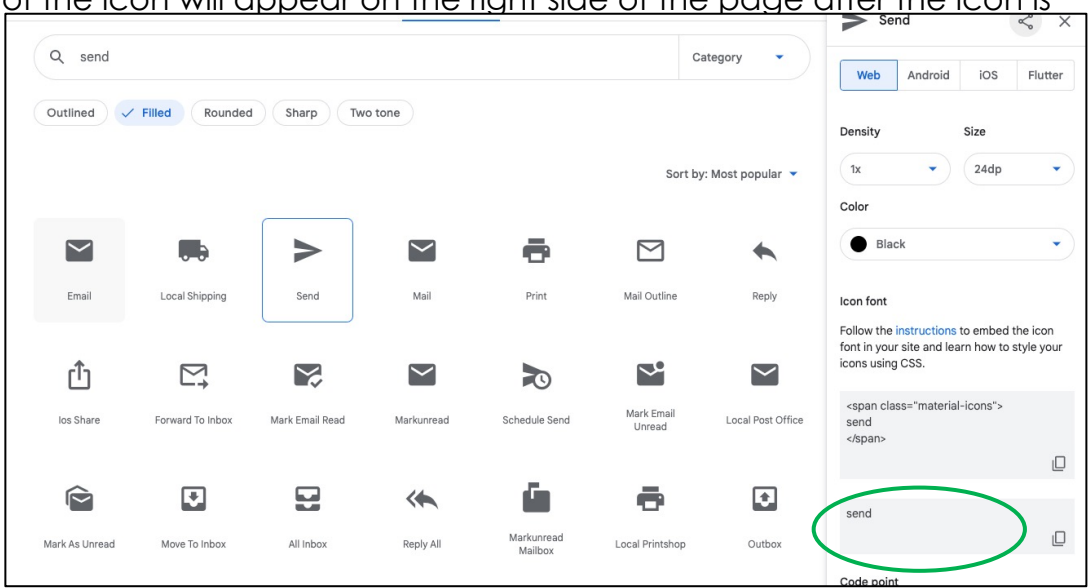 of the icon will appear on the right side of the page after the icon is
send
Category
Outlined
Filled
Rounded
Sharp
Two tone
Sort by: Most popular
Email
Local Shipping
Send
Mail
Print
Mail Outline
Reply
Ios Share
Forward To Inbox
Mark Email Read
Markunread
Schedule Send
Mark Email
Unread
Local Post Office
Mark As Unread
Move To Inbox
All Inbox
Reply All
Markunread
Mailbox
Local Printshop
Outbox
Send
Web
Android
iOS
Flutter
Density
Size
1x
24dp
Color
Black
Icon font
Follow the instructions to embed the icon
font in your site and learn how to style your
icons using CSS.
<span class="material-icons">
send
</span>
send
Code point